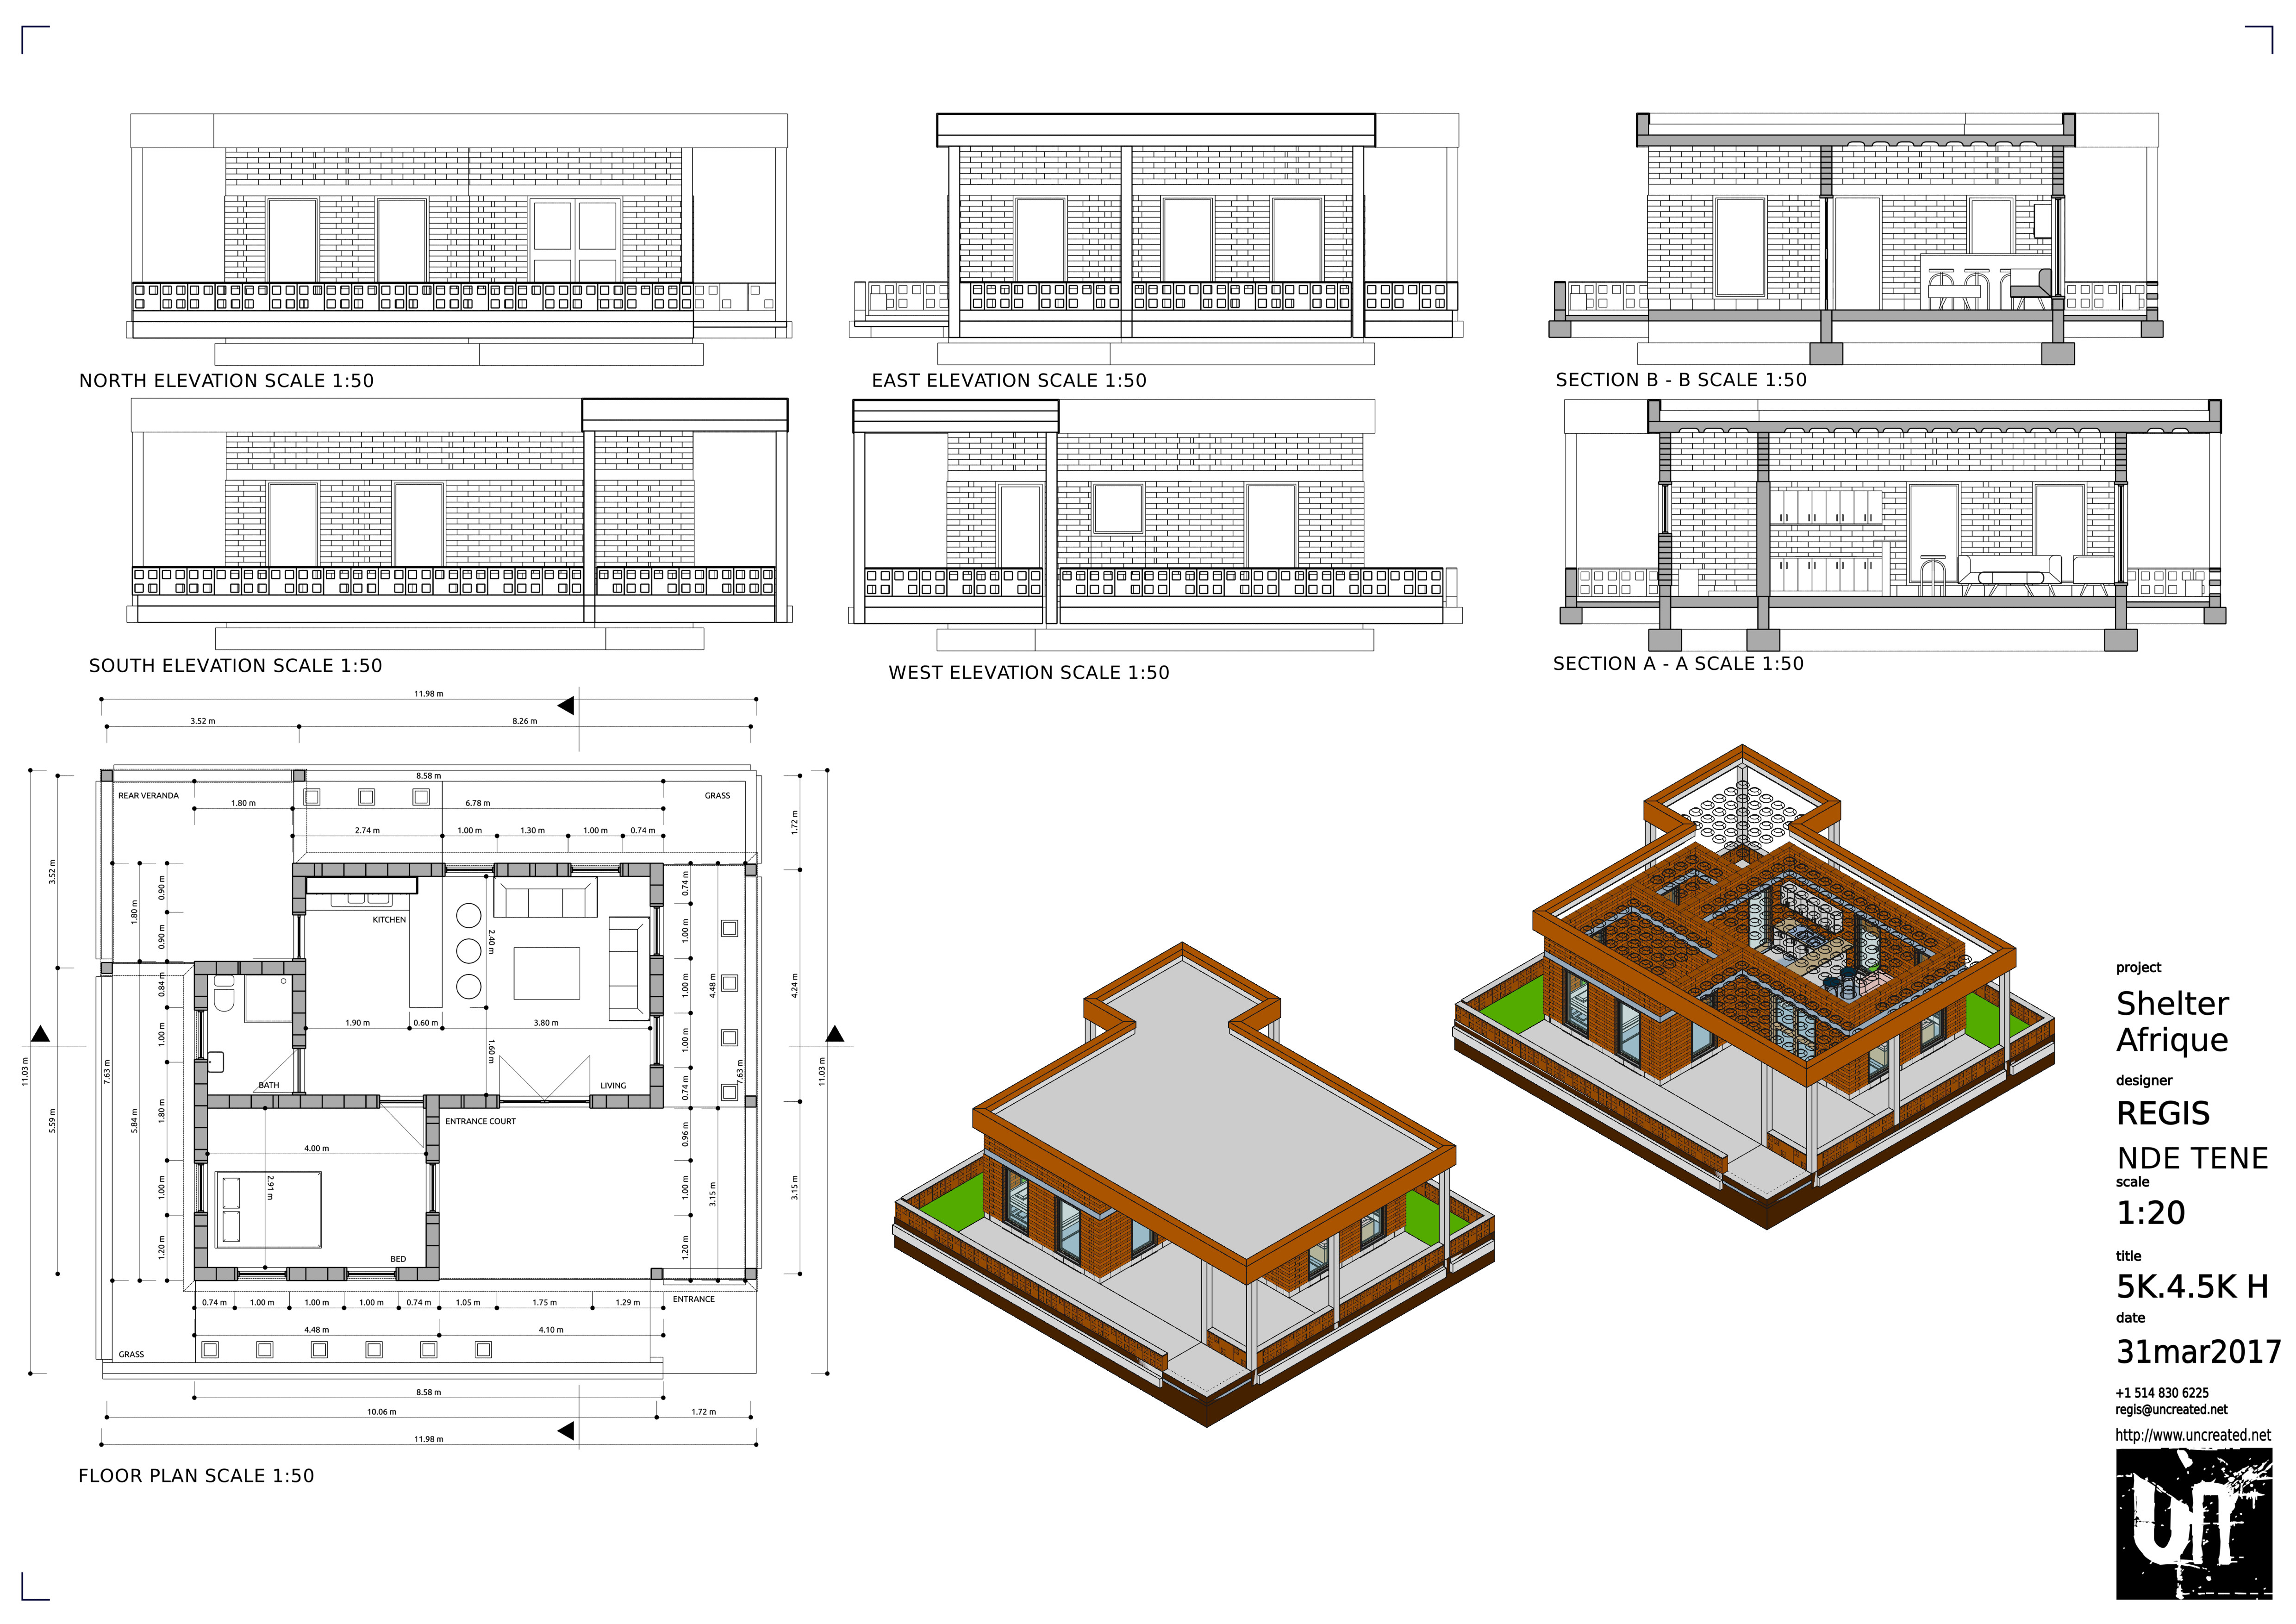 NORTH ELEVATION SCALE 1:50
EAST ELEVATION SCALE 1:50
SECTION B - B SCALE 1:50
SOUTH ELEVATION SCALE 1:50
WEST ELEVATION SCALE 1:50
SECTION A - A SCALE 1:50
11.98 m
3.52 m
8.26 m
8.58 m
REAR VERANDA
GRASS
1.80 m
6.78 m
2.74 m
1.00 m
1.30 m
1.00 m
0.74 m
1.72 m
3.52 m
0.90 m
1.80 m
0.90 m
0.74 m
KITCHEN
1.00 m
2.40 m
0.84 m
1.00 m
4.48 m
4.24 m
1.90 m
0.60 m
3.80 m
1.00 m
1.00 m
1.60 m
11.03 m
7.63 m
BATH
LIVING
0.74 m
7.63 m
11.03 m
5.59 m
5.84 m
1.80 m
ENTRANCE COURT
0.96 m
4.00 m
2.91 m
1.00 m
1.00 m
3.15 m
3.15 m
1.20 m
BED
1.20 m
0.74 m
1.00 m
1.00 m
1.00 m
0.74 m
1.05 m
1.75 m
1.29 m
ENTRANCE
4.48 m
4.10 m
GRASS
8.58 m
10.06 m
1.72 m
11.98 m
FLOOR PLAN SCALE 1:50
project
Shelter
Afrique
designer
REGIS
NDE TENE
scale
1:20
title
5K.4.5K H
date
31mar2017
+1 514 830 6225
regis@uncreated.net
http://www.uncreated.net
un